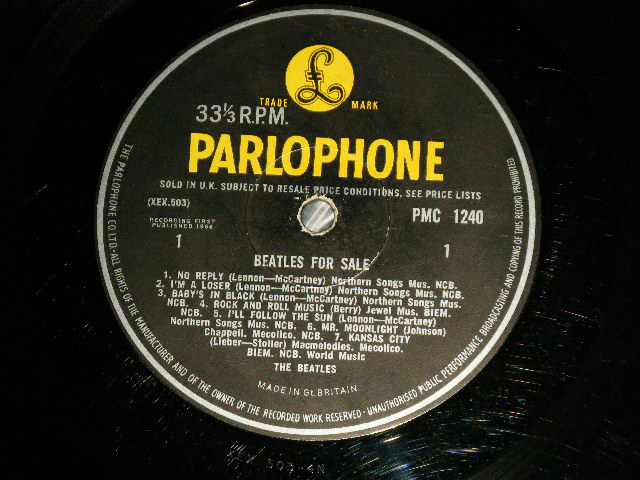 £
TRADE MARK
33⅓ R.P.M.
PARLOPHONE
SOLD IN U.K. SUBJECT TO RESALE PRICE CONDITIONS, SEE PRICE LISTS
(XEX.503)
PMC 1240
RECORDING FIRST
PUBLISHED 1964
1
1
BEATLES FOR SALE
1. NO REPLY (Lennon—McCartney) Northern Songs Mus. NCB.
2. I'M A LOSER (Lennon—McCartney) Northern Songs Mus. NCB.
3. BABY'S IN BLACK (Lennon—McCartney) Northern Songs Mus.
NCB. 4. ROCK AND ROLL MUSIC (Berry) Jewel Mus. BIEM.
NCB. 5. I'LL FOLLOW THE SUN (Lennon—McCartney)
Northern Songs Mus. NCB. 6. MR. MOONLIGHT (Johnson)
Chappell. Mecolico. NCB. 7. KANSAS CITY
(Lieber—Stoller) Macmelodies. Mecolico.
BIEM. NCB. World Music
THE BEATLES
MADE IN Gt. BRITAIN
THE PARLOPHONE CO. LTD.-ALL RIGHTS OF THE MANUFACTURER AND OF THE OWNER OF THE RECORDED WORK RESERVED-UNAUTHORISED PUBLIC PERFORMANCE BROADCASTING AND COPYING OF THIS RECORD PROHIBITED
503-4N